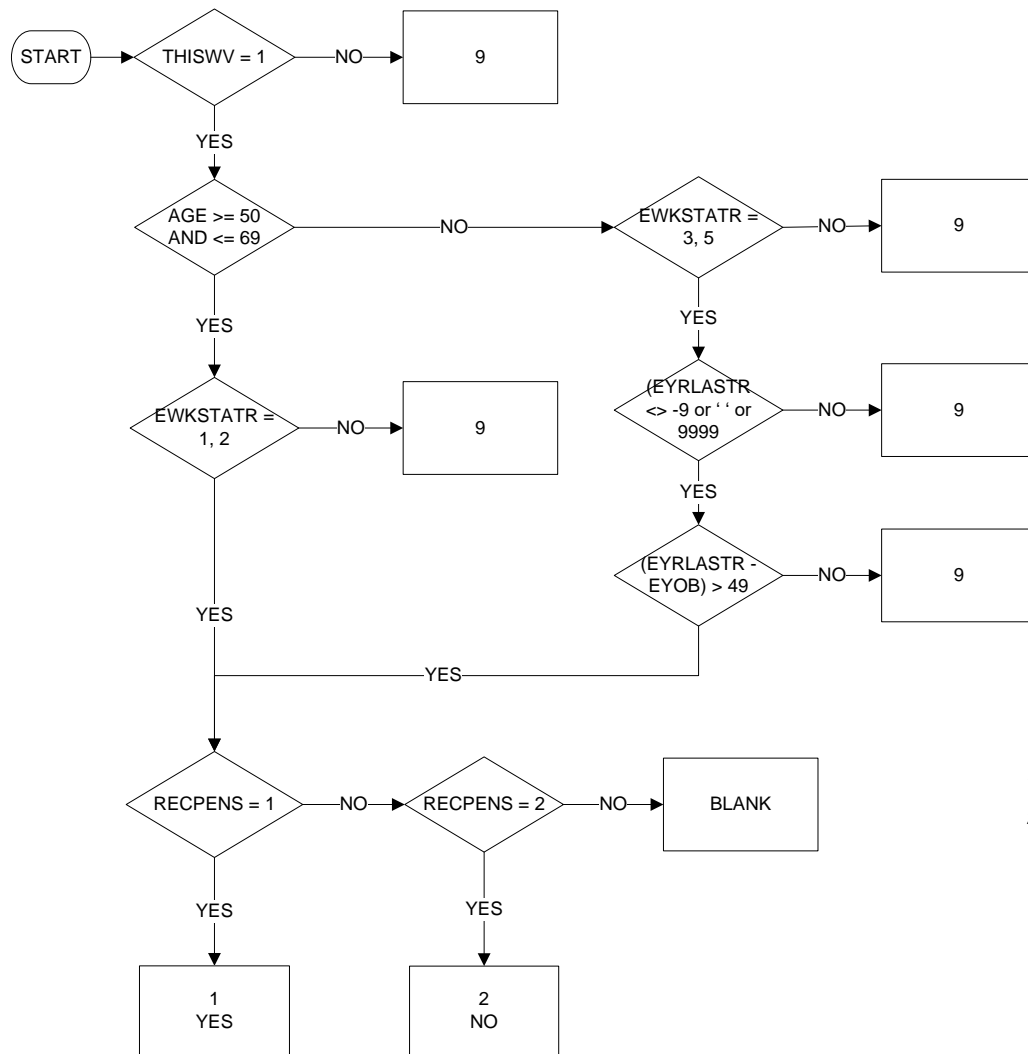 START
THISWV = 1
NO
9
YES
AGE >= 50
AND <= 69
NO
EWKSTATR =
3, 5
NO
9
YES
YES
EWKSTATR =
1, 2
NO
9
(EYRLASTR
<> -9 or ‘ ‘ or
9999
NO
9
YES
(EYRLASTR -
EYOB) > 49
NO
9
YES
YES
RECPENS = 1
NO
RECPENS = 2
NO
BLANK
YES
YES
1
YES
2
NO